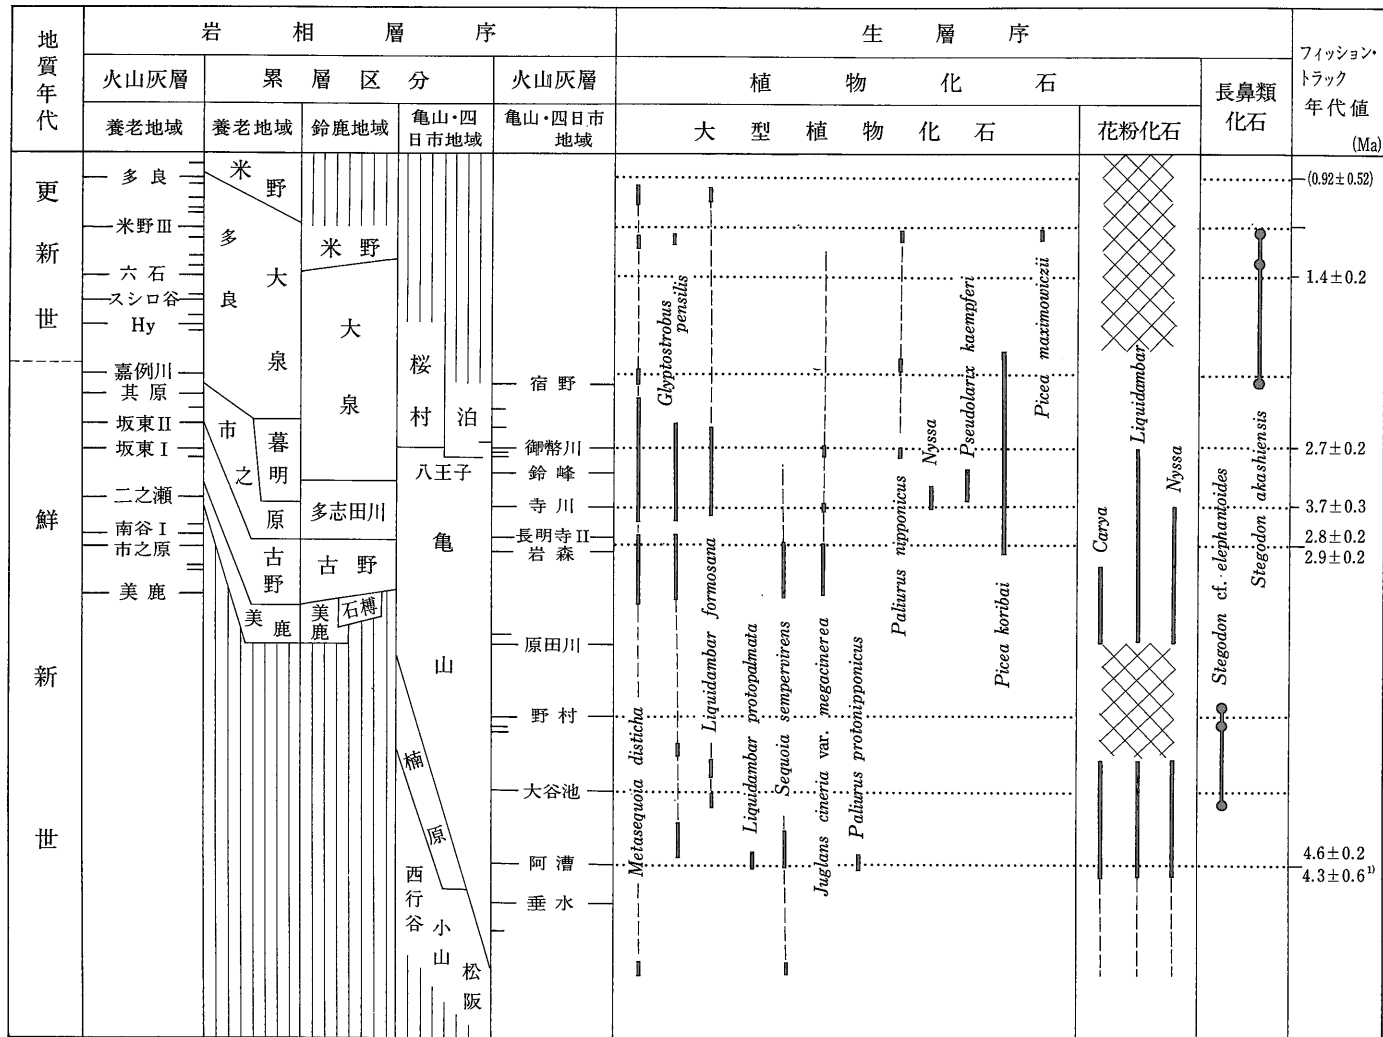 地質年代
岩相層序
生層序
フィッション・
トラック
年代値
(Ma)
火山灰層
累層区分
火山灰層
植物化石
長鼻類
化石
養老地域
養老地域
鈴鹿地域
亀山・四
日市地域
亀山・四日市
地域
大型植物化石
花粉化石
更新世
鮮新世
多良
米野III
六石
スシロ谷
Hy
嘉例川
其原
坂東II
坂東I
二之瀬
南谷I
市之原
美鹿
米野
多良
大泉
市之原
暮明
古野
美鹿
米野
大泉
多志田川
古野
美鹿
石榑
桜村
泊
八王子
亀山
楠原
西行谷
小山
松阪
宿野
御幣川
鈴峰
寺川
長明寺II
岩森
原田川
野村
大谷池
阿漕
垂水
Metasequoia disticha
Glyptostrobus
pensilis
Liquidambar formosana
Liquidambar protopalmata
Sequoia sempervirens
Juglans cineria var. megacinerea
Paliurus protonipponicus
Paliurus nipponicus
Nyssa
Pseudolarix kaempferi
Picea koribai
Picea maximowiczii
Carya
Liquidambar
Nyssa
Stegodon cf. elephantioides
Stegodon akashiensis
(0.92±0.52)
1.4±0.2
2.7±0.2
3.7±0.3
2.8±0.2
2.9±0.2
4.6±0.2
4.3±0.6¹⁾